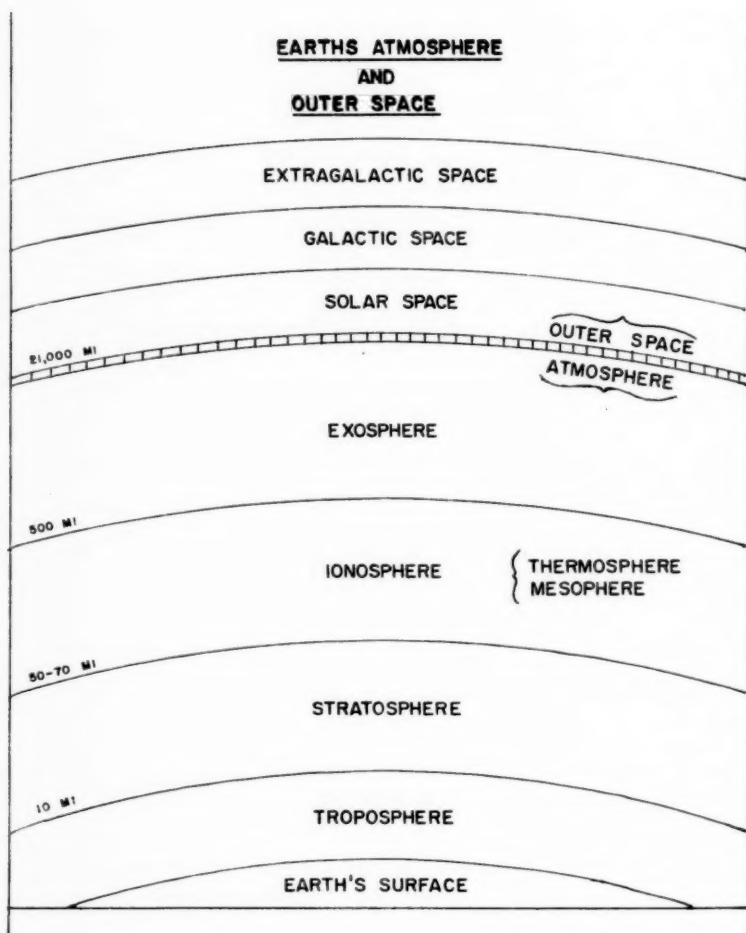 EARTHS ATMOSPHERE
AND
OUTER SPACE
EXTRAGALACTIC SPACE
GALACTIC SPACE
SOLAR SPACE
OUTER SPACE
21,000 MI
ATMOSPHERE
EXOSPHERE
500 MI
IONOSPHERE
THERMOSPHERE
MESOPHERE
50-70 MI
STRATOSPHERE
10 MI
TROPOSPHERE
EARTH'S SURFACE